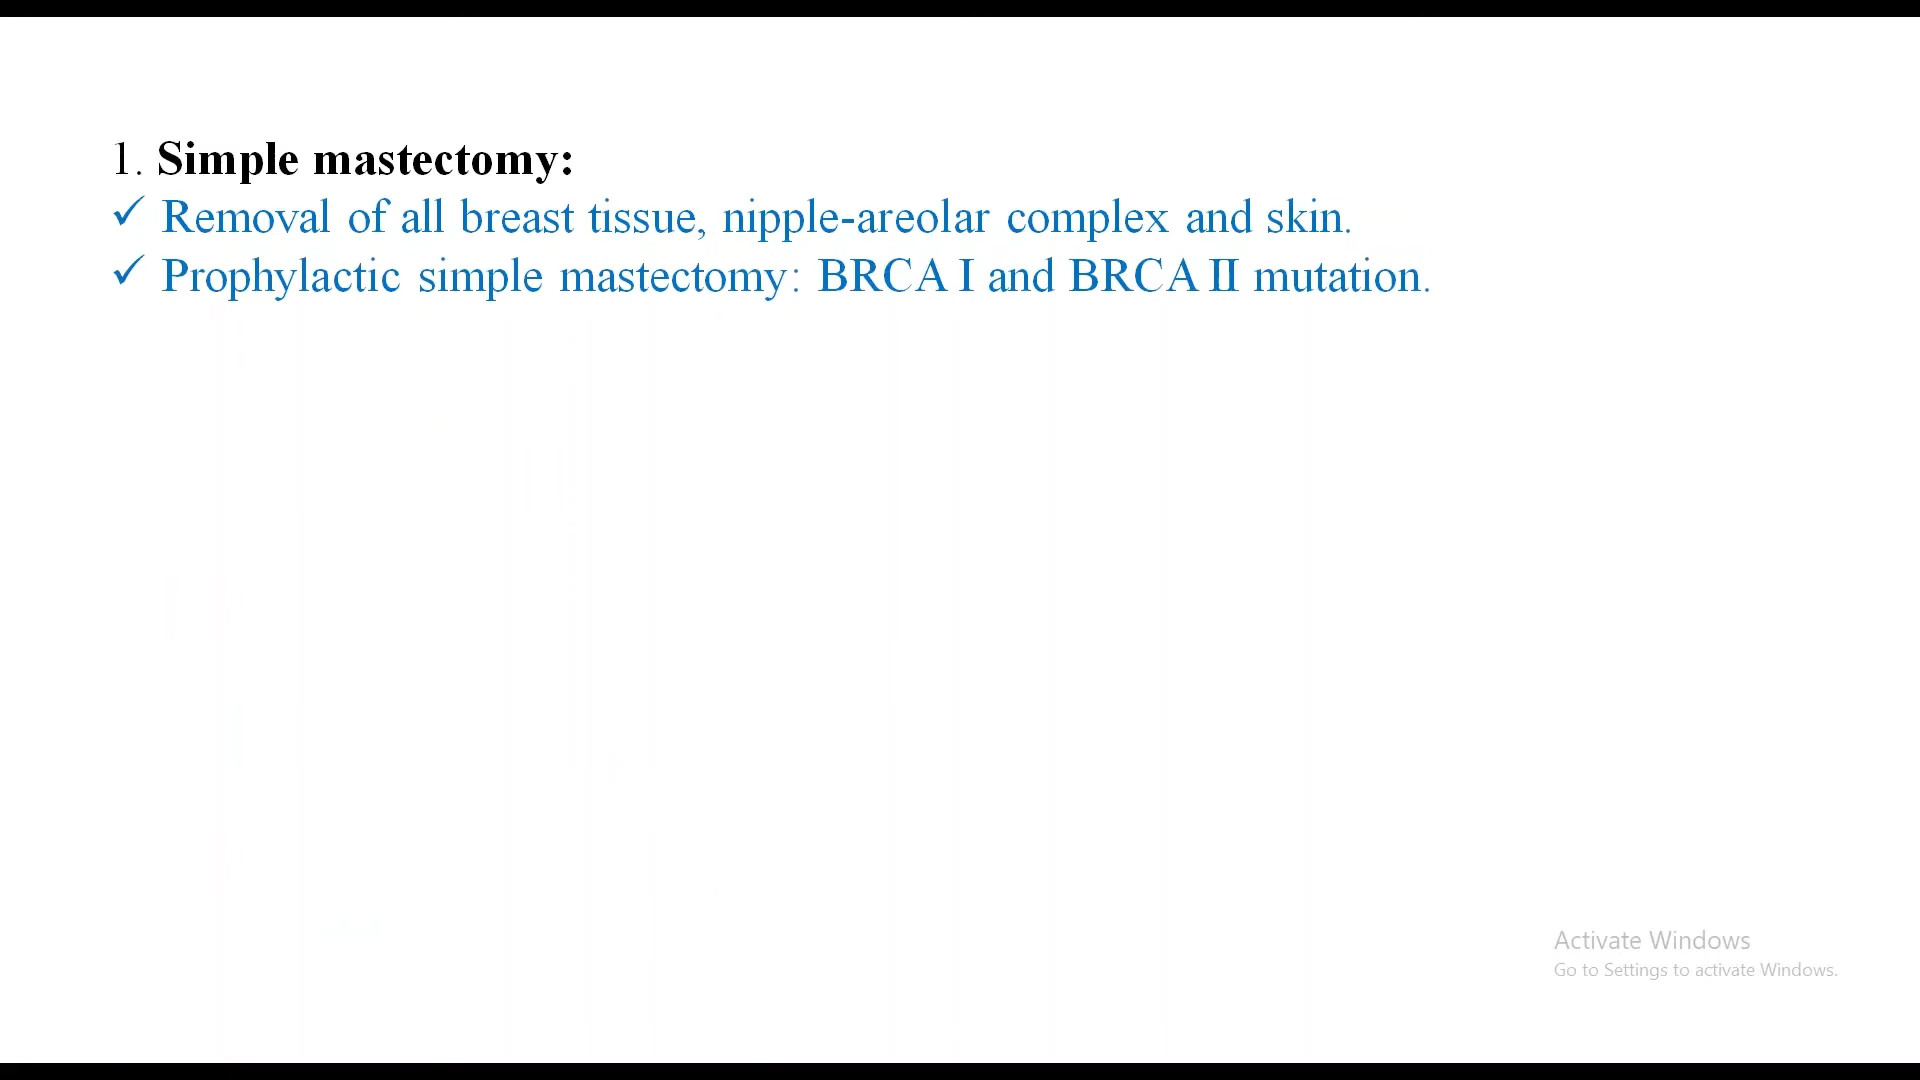 1. Simple mastectomy:
✓ Removal of all breast tissue, nipple-areolar complex and skin.
✓ Prophylactic simple mastectomy: BRCA I and BRCA II mutation.
Activate Windows
Go to Settings to activate Windows.